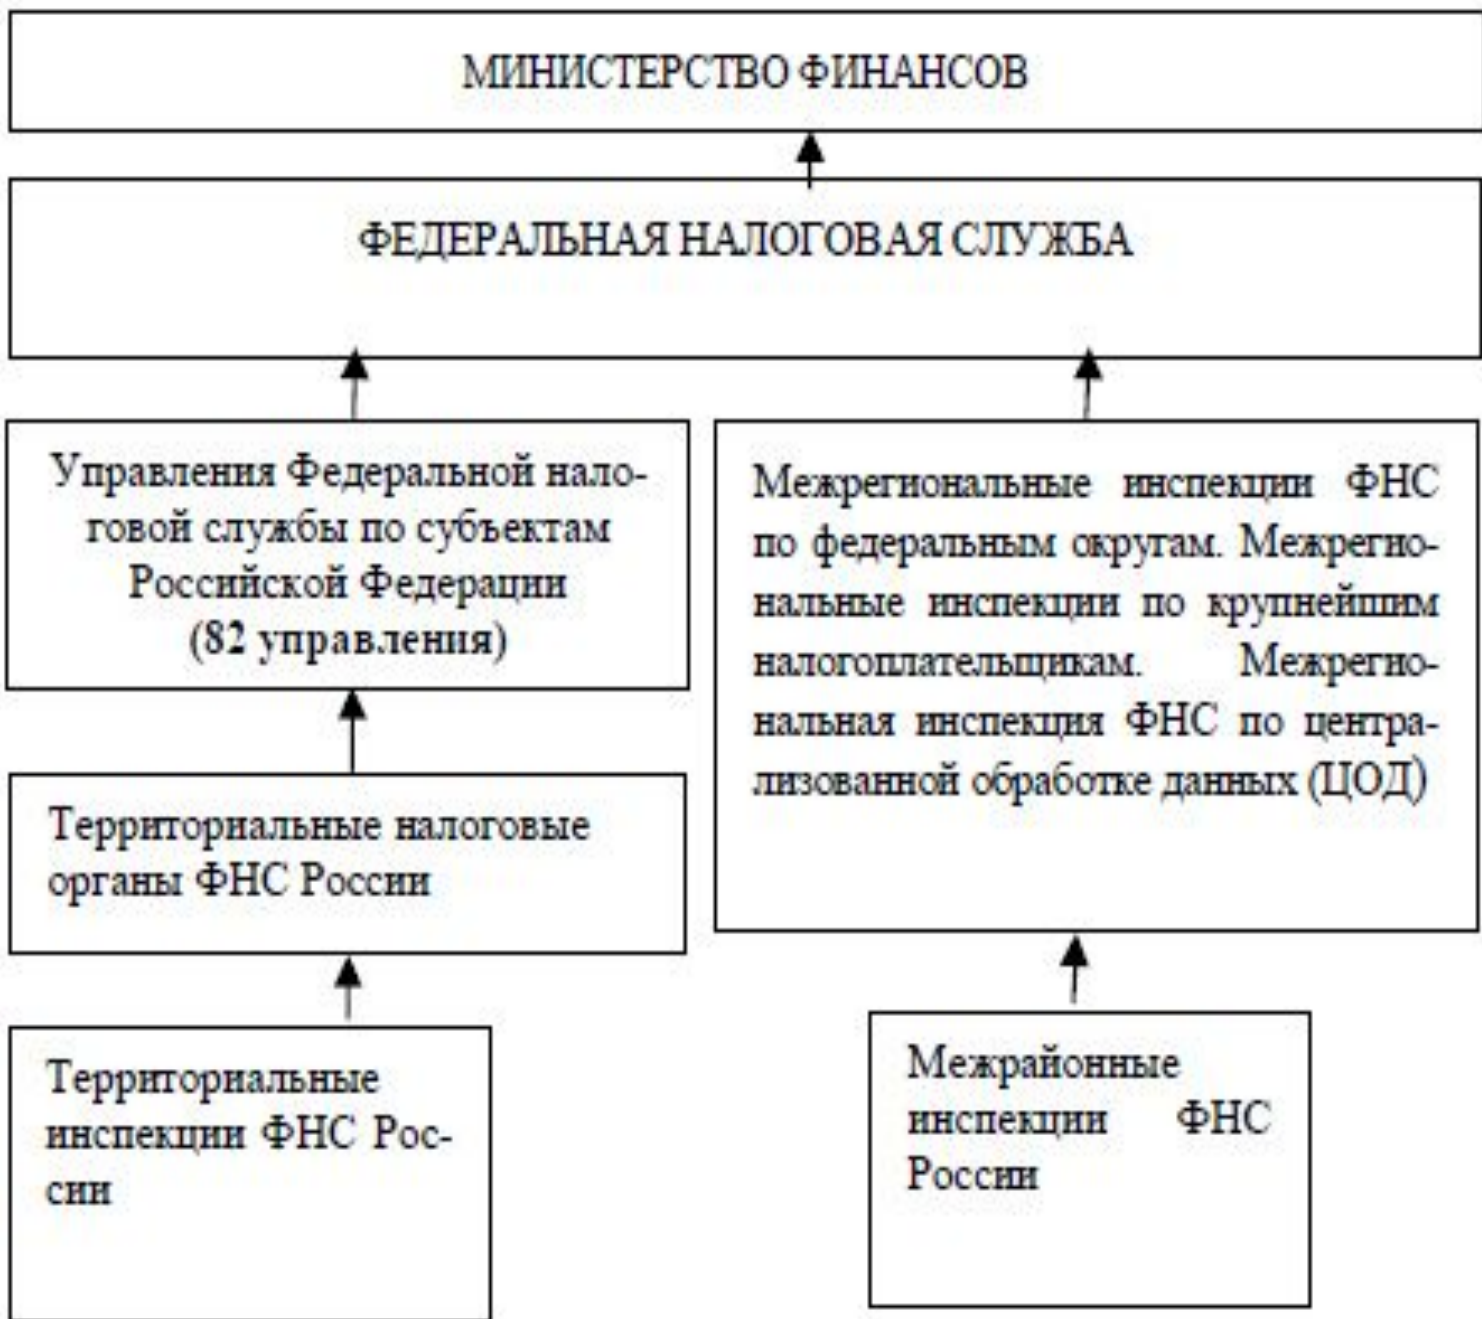 МИНИСТЕРСТВО ФИНАНСОВ
ФЕДЕРАЛЬНАЯ НАЛОГОВАЯ СЛУЖБА
Управления Федеральной нало-
говой службы по субъектам
Российской Федерации
(82 управления)
Межрегиональные инспекции ФНС
по федеральным округам. Межрегио-
нальные инспекции по крупнейшим
налогоплательщикам. Межрегио-
нальная инспекция ФНС по центра-
лизованной обработке данных (ЦОД)
Территориальные налоговые
органы ФНС России
Территориальные
инспекции ФНС Рос-
сии
Межрайонные
инспекции ФНС
России